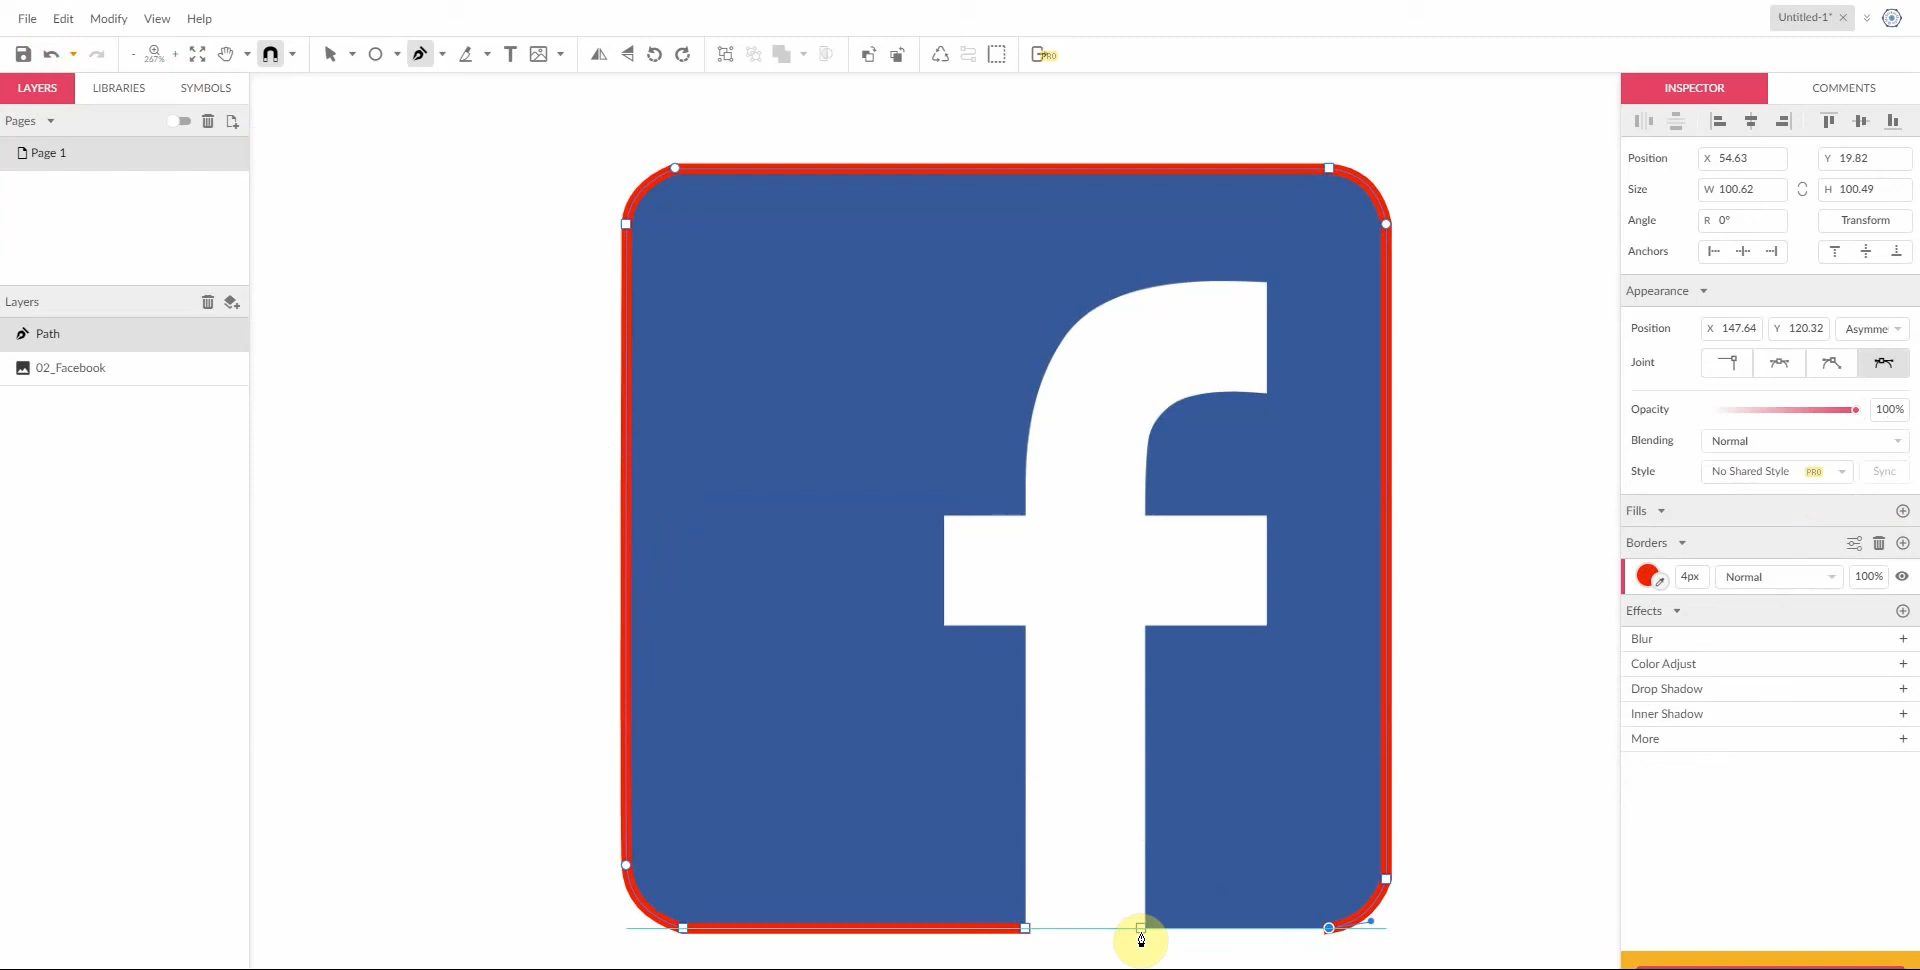 File Edit Modify View Help
Untitled-1*
- 267% +
PRO
LAYERS LIBRARIES SYMBOLS
Pages
Page 1
Layers
Path
02_Facebook
f
INSPECTOR COMMENTS
Position X 54.63 Y 19.82
Size W 100.62 H 100.49
Angle R 0° Transform
Anchors
Appearance
Position X 147.64 Y 120.32 Asymme
Joint
Opacity 100%
Blending Normal
Style No Shared Style PRO Sync
Fills
Borders
4px Normal 100%
Effects
Blur +
Color Adjust +
Drop Shadow +
Inner Shadow +
More +